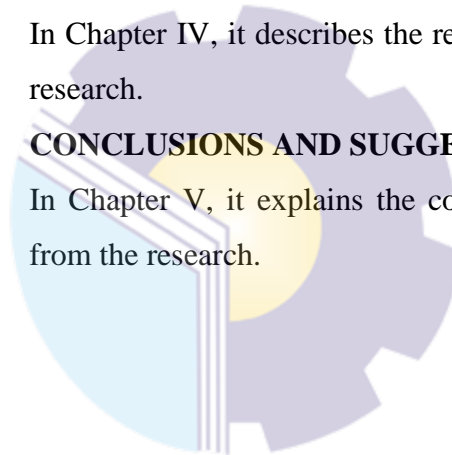 In Chapter IV, it describes the re
research.
CONCLUSIONS AND SUGGE
In Chapter V, it explains the co
from the research.